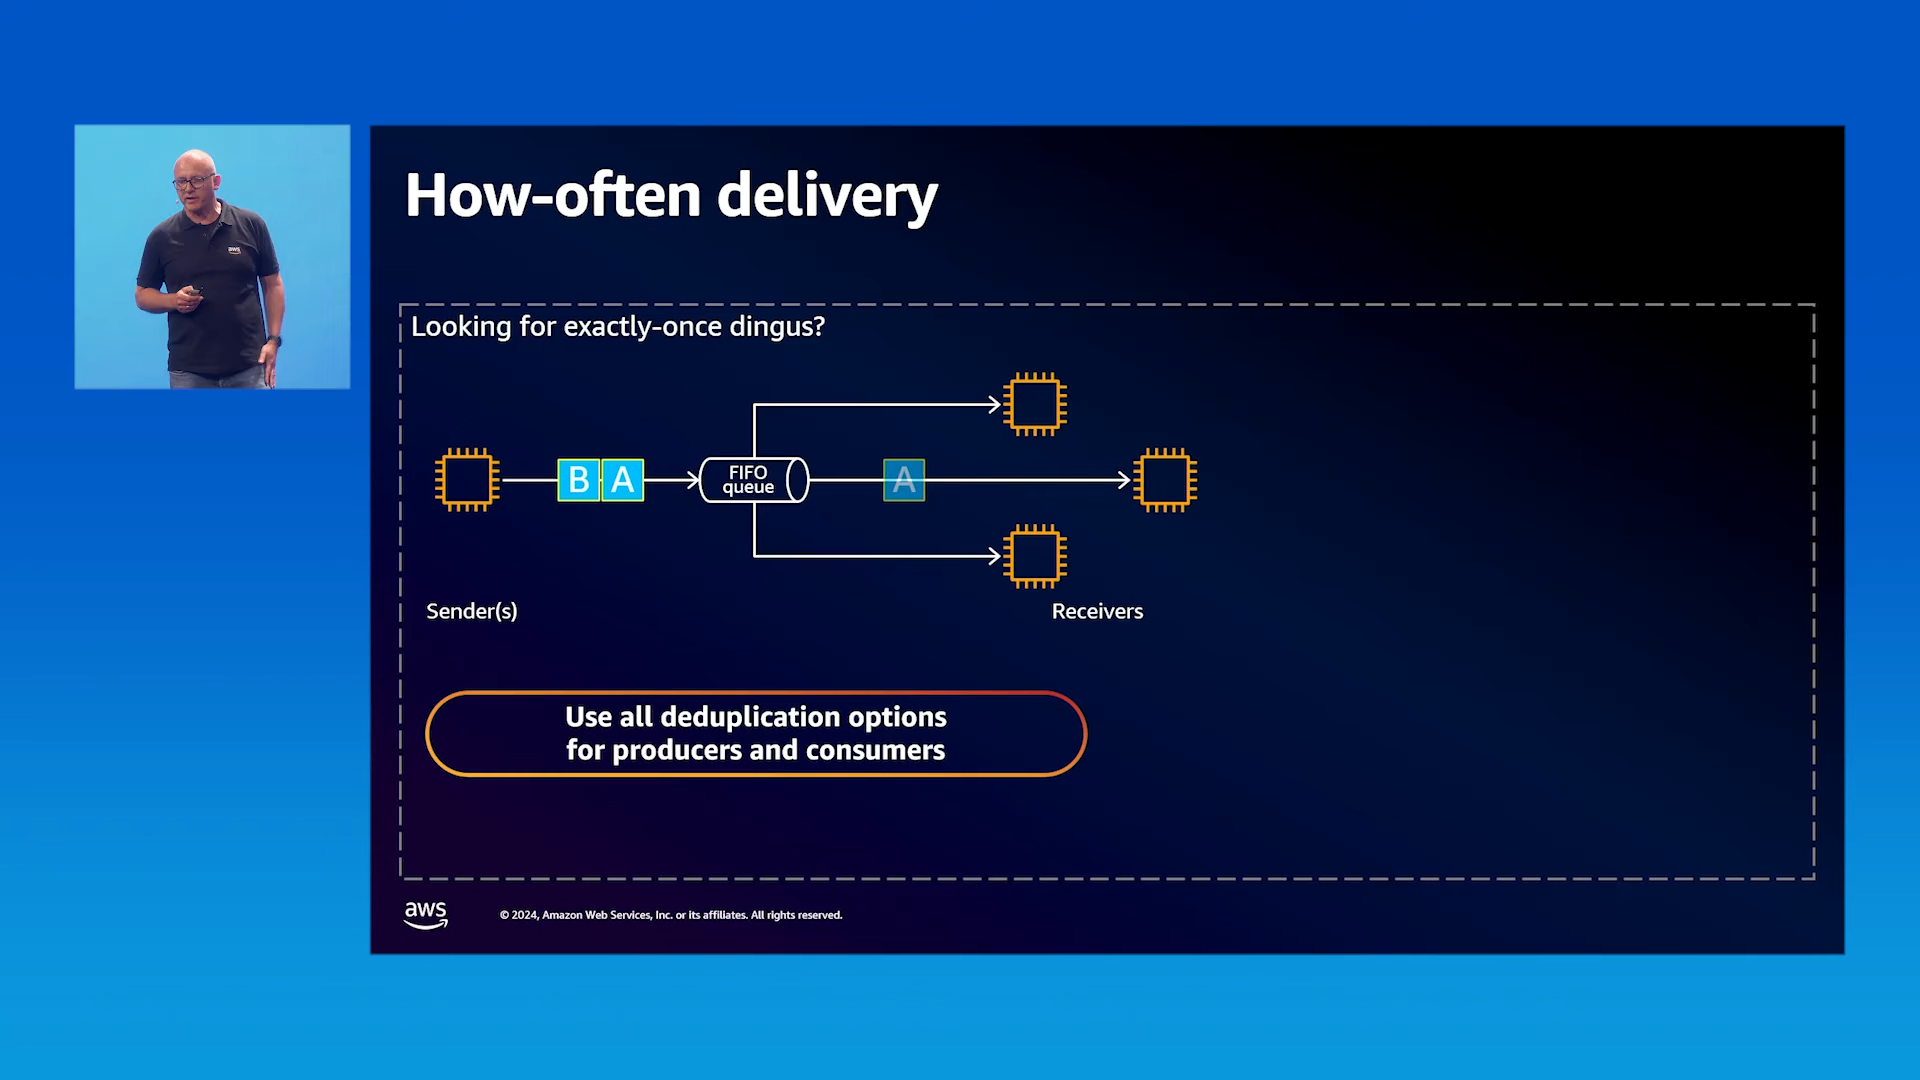 How-often delivery
Looking for exactly-once dingus?
B A
FIFO
queue
A
Sender(s)
Receivers
Use all deduplication options
for producers and consumers
aws
© 2024, Amazon Web Services, Inc. or its affiliates. All rights reserved.
aws